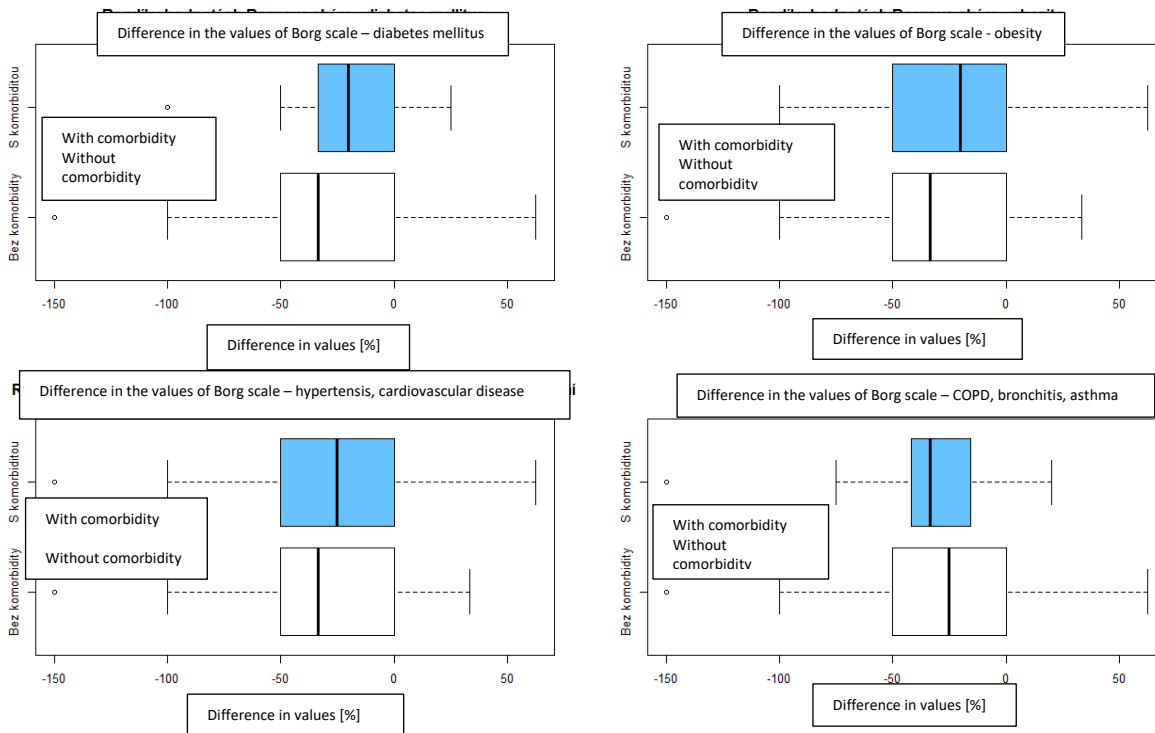 Difference in the values of Borg scale – diabetes mellitus
S komorbiditou
Bez komorbidity
With comorbidity
Without
comorbidity
-150 -100 -50 0 50
Difference in values [%]
Difference in the values of Borg scale - obesity
S komorbiditou
Bez komorbidity
With comorbidity
Without
comorbidity
-150 -100 -50 0 50
Difference in values [%]
Difference in the values of Borg scale – hypertensis, cardiovascular disease
S komorbiditou
Bez komorbidity
With comorbidity
Without comorbidity
-150 -100 -50 0 50
Difference in values [%]
Difference in the values of Borg scale – COPD, bronchitis, asthma
S komorbiditou
Bez komorbidity
With comorbidity
Without
comorbidity
-150 -100 -50 0 50
Difference in values [%]